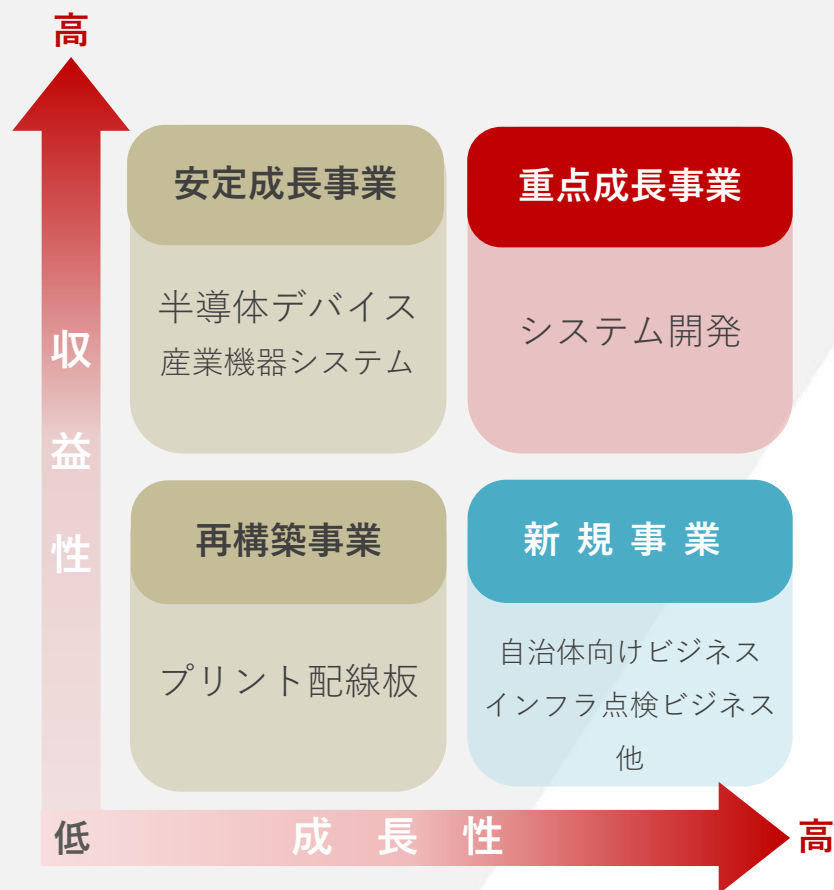 高
安定成長事業
重点成長事業
半導体デバイス
産業機器システム
システム開発
収益性
再構築事業
新規事業
プリント配線板
自治体向けビジネス
インフラ点検ビジネス
他
低
成長性
高